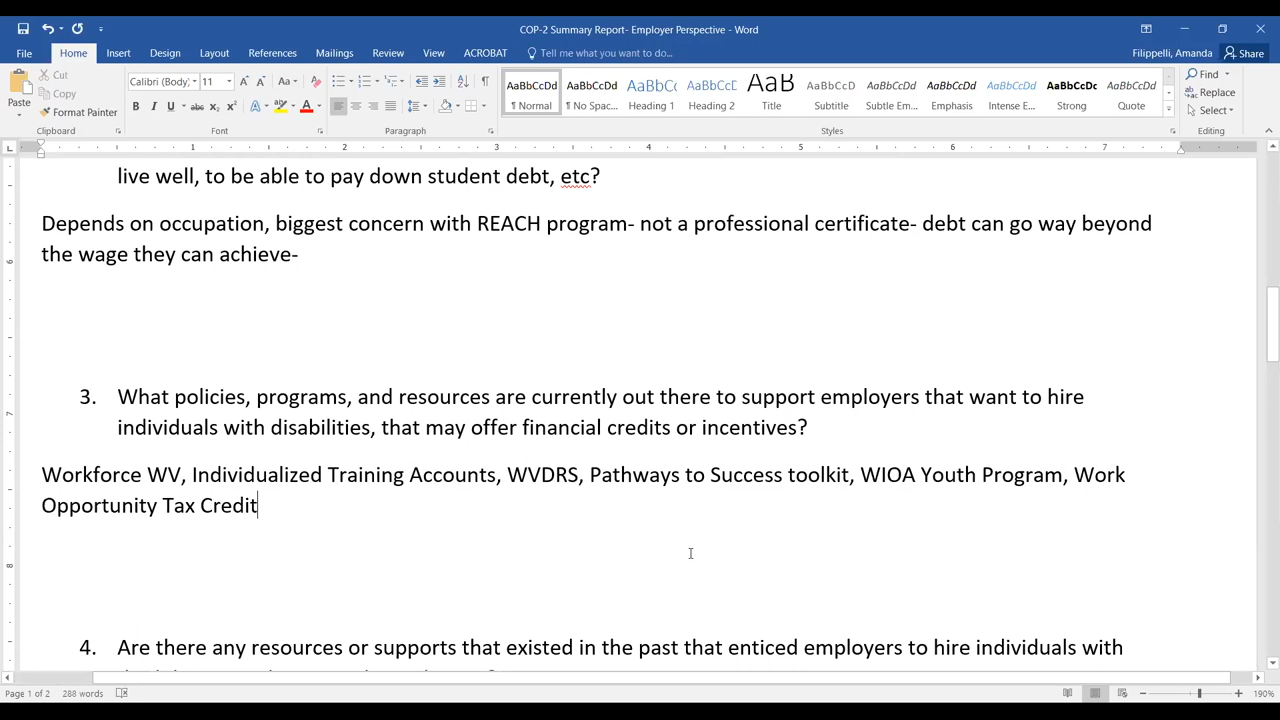 COP-2 Summary Report- Employer Perspective - Word
File Home Insert Design Layout References Mailings Review View ACROBAT Tell me what you want to do... Filippelli, Amanda Share
Paste Cut Copy Format Painter Clipboard
Calibri (Body) 11 Font
Paragraph
AaBbCcDd ¶ Normal
AaBbCcDd ¶ No Spac...
AaBbCc Heading 1
AaBbCcD Heading 2
AaB Title
AaBbCcD Subtitle
AaBbCcDd Subtle Em...
AaBbCcDd Emphasis
AaBbCcDd Intense E...
AaBbCcDc Strong
AaBbCcDd Quote
Styles
Find Replace Select Editing
1 2 3 4 5 6 7
live well, to be able to pay down student debt, etc?
Depends on occupation, biggest concern with REACH program- not a professional certificate- debt can go way beyond
the wage they can achieve-
3. What policies, programs, and resources are currently out there to support employers that want to hire
individuals with disabilities, that may offer financial credits or incentives?
Workforce WV, Individualized Training Accounts, WVDRS, Pathways to Success toolkit, WIOA Youth Program, Work
Opportunity Tax Credit
4. Are there any resources or supports that existed in the past that enticed employers to hire individuals with
Page 1 of 2 288 words 190%